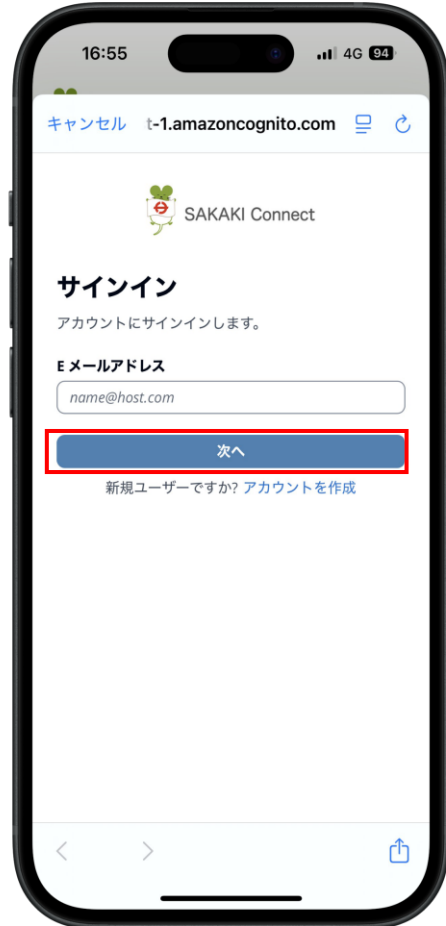 16:55 4G 94
キャンセル t-1.amazoncognito.com
SAKAKI Connect
サインイン
アカウントにサインインします。
E メールアドレス
name@host.com
次へ
新規ユーザーですか? アカウントを作成